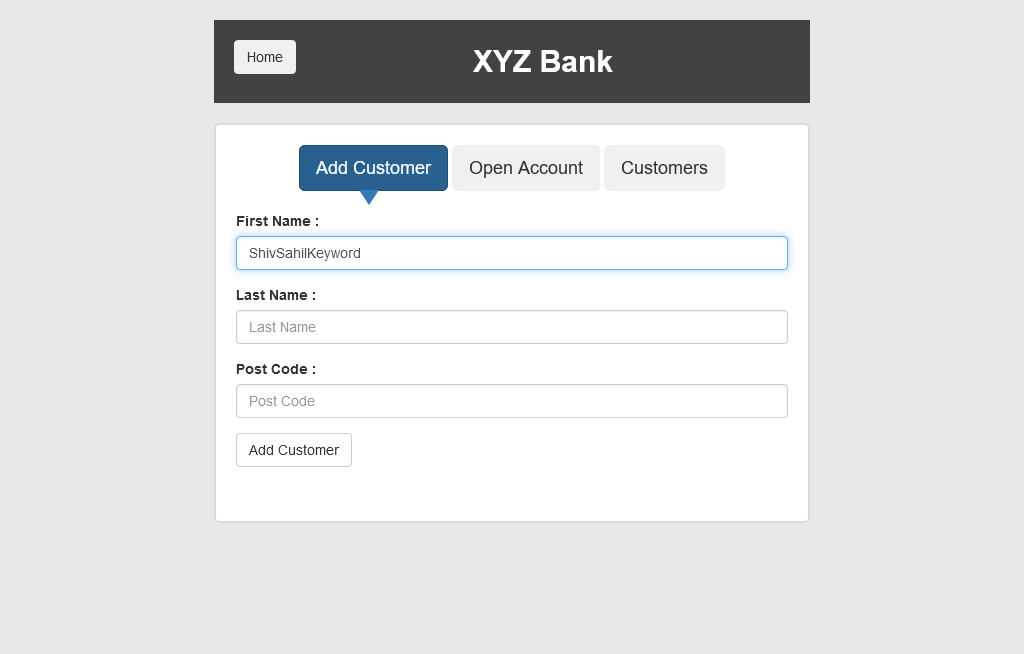 Home
XYZ Bank
Add Customer Open Account Customers
First Name :
ShivSahilKeyword
Last Name :
Last Name
Post Code :
Post Code
Add Customer